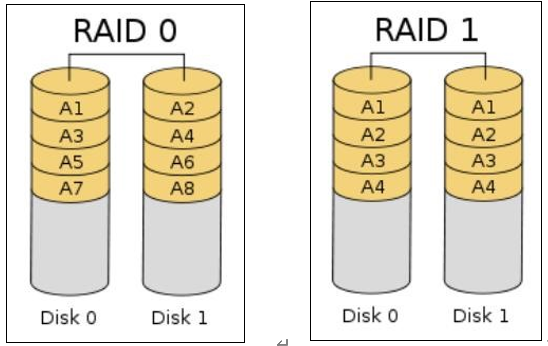 RAID 0
A1 A2
A3 A4
A5 A6
A7 A8
Disk 0 Disk 1
RAID 1
A1 A1
A2 A2
A3 A3
A4 A4
Disk 0 Disk 1